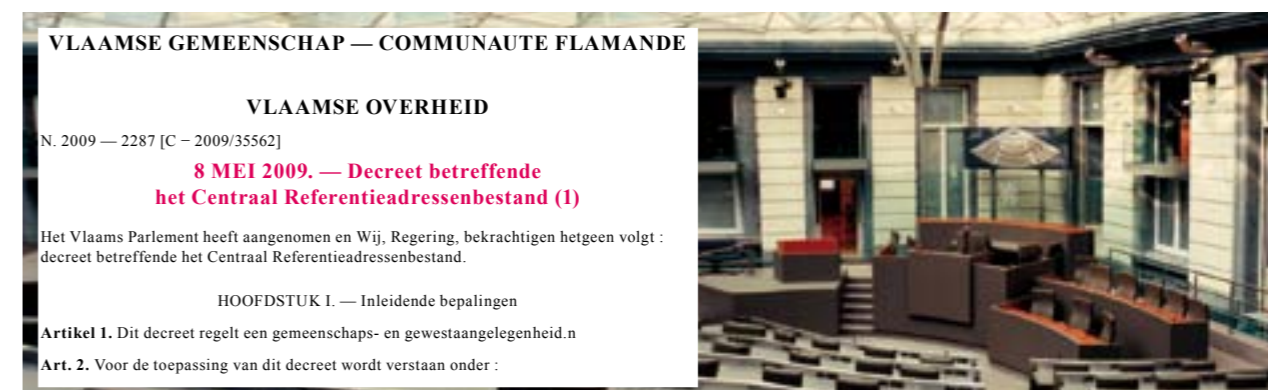 VLAAMSE GEMEENSCHAP — COMMUNAUTE FLAMANDE
VLAAMSE OVERHEID
N. 2009 — 2287 [C − 2009/35562]
8 MEI 2009. — Decreet betreffende
het Centraal Referentieadressenbestand (1)
Het Vlaams Parlement heeft aangenomen en Wij, Regering, bekrachtigen hetgeen volgt :
decreet betreffende het Centraal Referentieadressenbestand.
HOOFDSTUK I. — Inleidende bepalingen
Artikel 1. Dit decreet regelt een gemeenschaps- en gewestaangelegenheid.n
Art. 2. Voor de toepassing van dit decreet wordt verstaan onder :